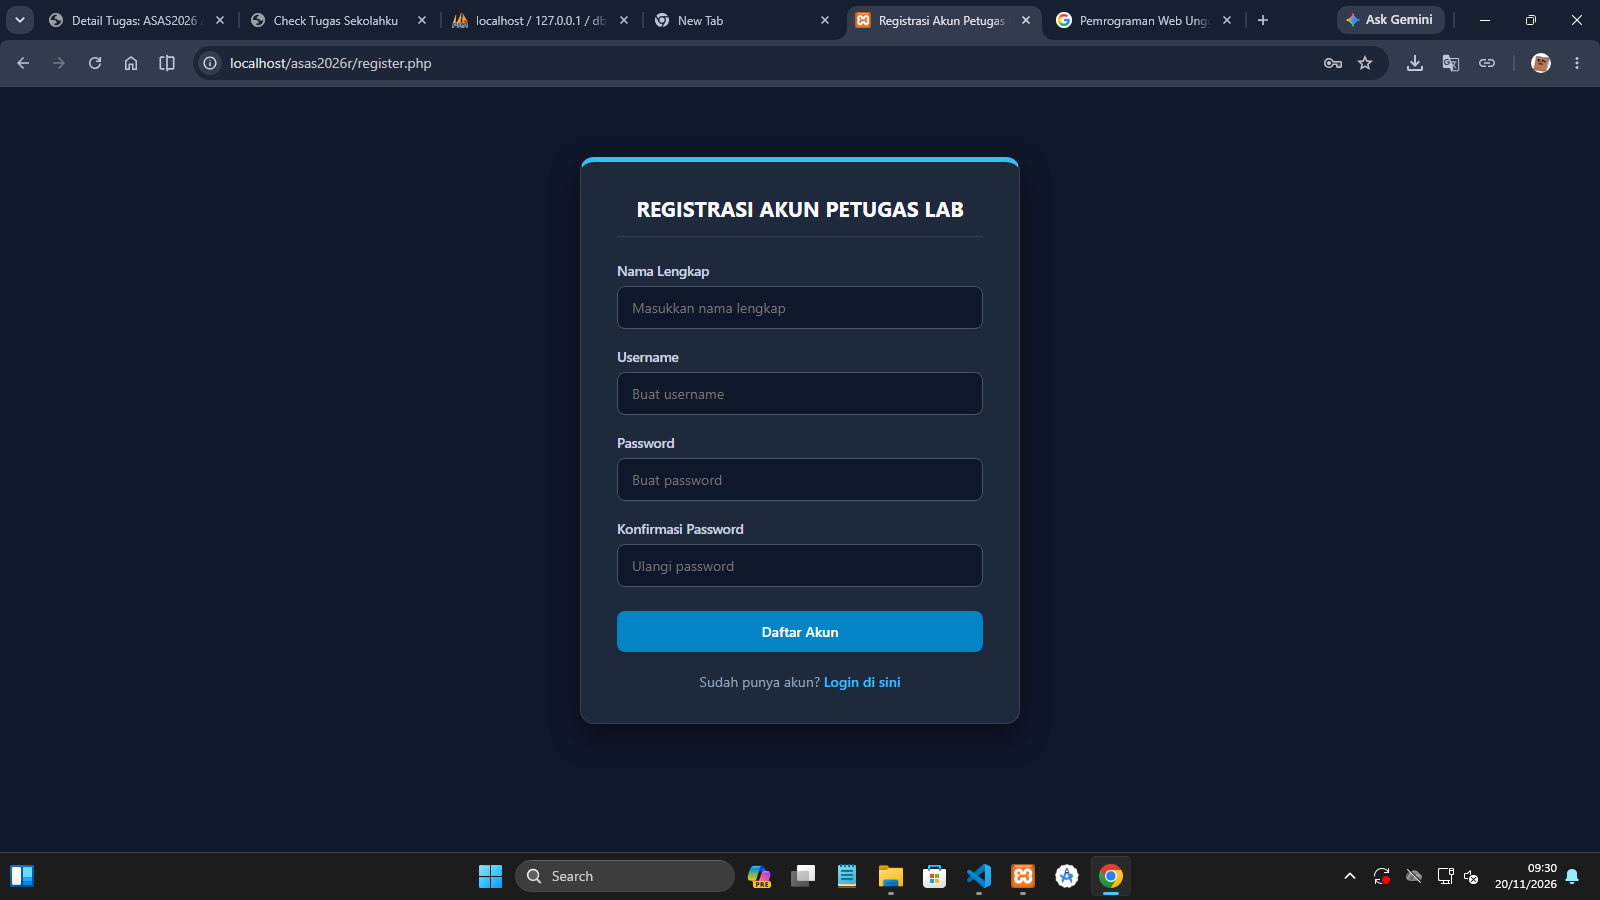 Detail Tugas: ASAS2026
Check Tugas Sekolahku
localhost / 127.0.0.1 / db
New Tab
Registrasi Akun Petugas
Pemrograman Web Ung
Ask Gemini
localhost/asas2026r/register.php
REGISTRASI AKUN PETUGAS LAB
Nama Lengkap
Masukkan nama lengkap
Username
Buat username
Password
Buat password
Konfirmasi Password
Ulangi password
Daftar Akun
Sudah punya akun? Login di sini
Search
PRE
09:30
20/11/2026